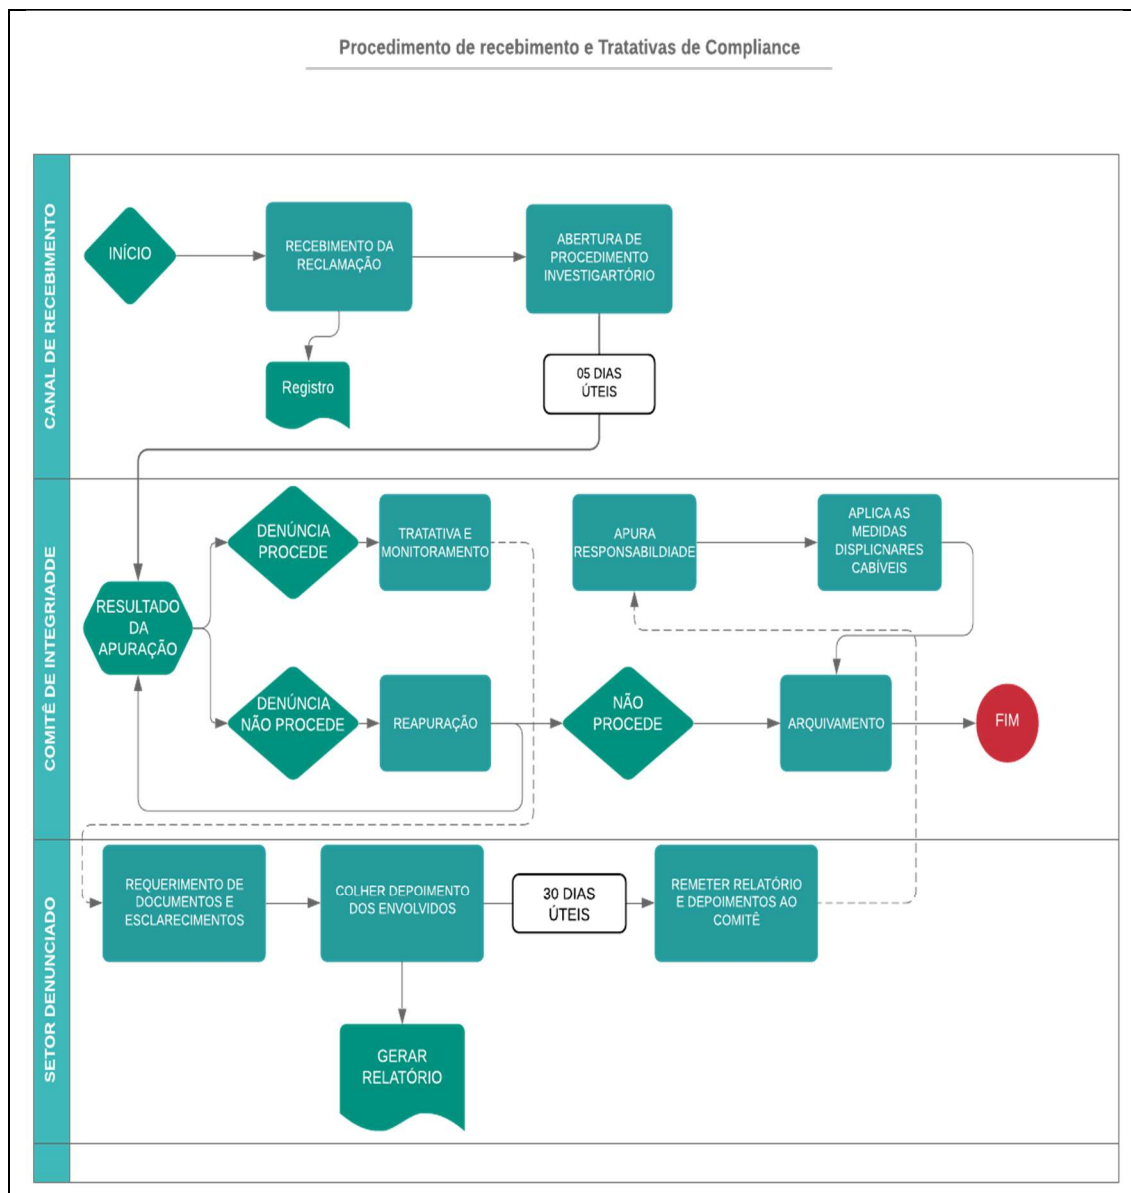 Procedimento de recebimento e Tratativas de Compliance
CANAL DE RECEBIMENTO
INÍCIO
RECEBIMENTO DA
RECLAMAÇÃO
ABERTURA DE
PROCEDIMENTO
INVESTIGARTÓRIO
Registro
05 DIAS
ÚTEIS
COMITÊ DE INTEGRIADDE
RESULTADO
DA
APURAÇÃO
DENÚNCIA
PROCEDE
TRATATIVA E
MONITORAMENTO
APURA
RESPONSABILDIADE
APLICA AS
MEDIDAS
DISPLICNARES
CABÍVEIS
DENÚNCIA
NÃO PROCEDE
REAPURAÇÃO
NÃO
PROCEDE
ARQUIVAMENTO
FIM
SETOR DENUNCIADO
REQUERIMENTO DE
DOCUMENTOS E
ESCLARECIMENTOS
COLHER DEPOIMENTO
DOS ENVOLVIDOS
30 DIAS
ÚTEIS
REMETER RELATÓRIO
E DEPOIMENTOS AO
COMITÊ
GERAR
RELATÓRIO